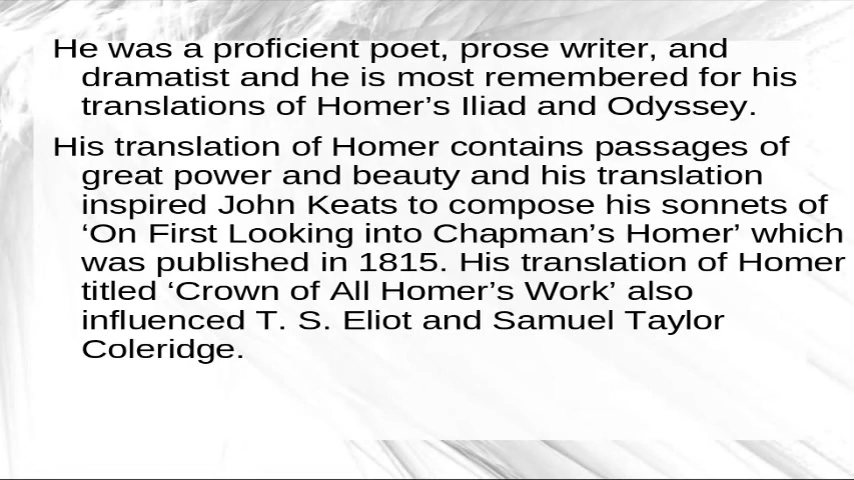 He was a proficient poet, prose writer, and
dramatist and he is most remembered for his
translations of Homer’s Iliad and Odyssey.
His translation of Homer contains passages of
great power and beauty and his translation
inspired John Keats to compose his sonnets of
‘On First Looking into Chapman’s Homer’ which
was published in 1815. His translation of Homer
titled ‘Crown of All Homer’s Work’ also
influenced T. S. Eliot and Samuel Taylor
Coleridge.